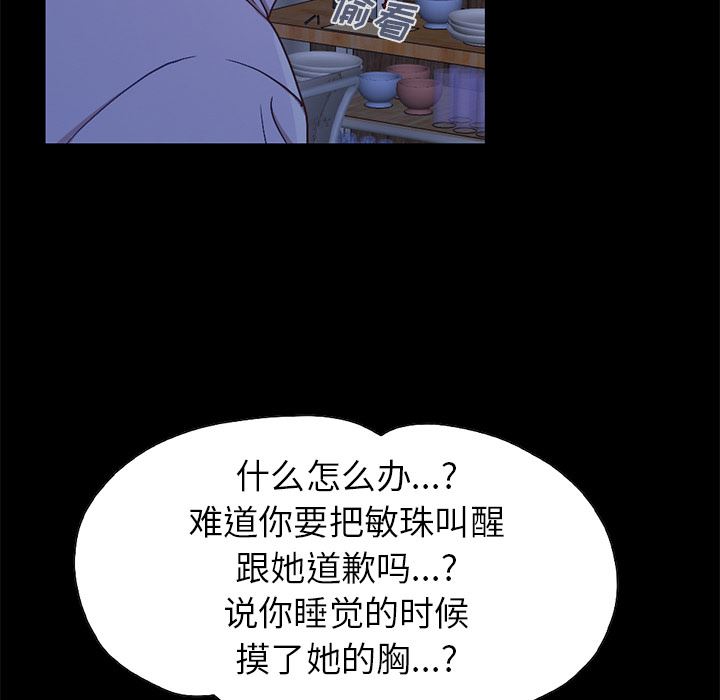 偷看
什么怎么办...?
难道你要把敏珠叫醒
跟她道歉吗...?
说你睡觉的时候
摸了她的胸...?